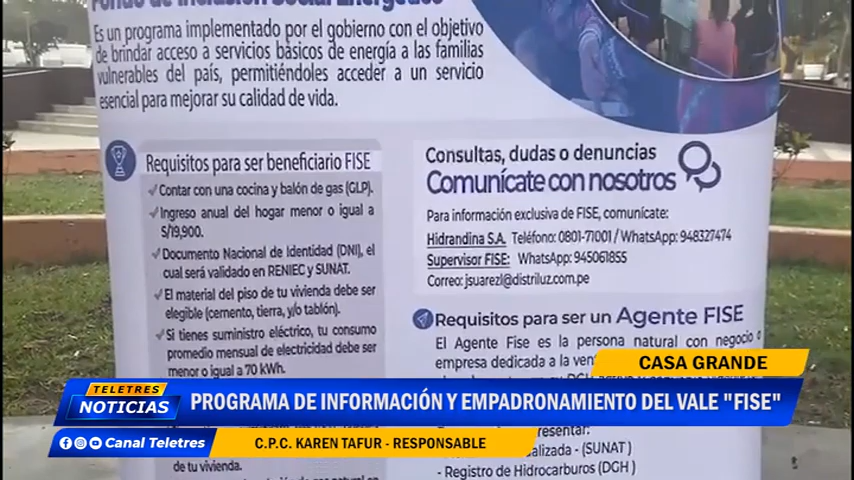 Fondo de Inclusión Social Energético
Es un programa implementado por el gobierno con el objetivo
de brindar acceso a servicios básicos de energía a las familias
vulnerables del país, permitiéndoles acceder a un servicio
esencial para mejorar su calidad de vida.
Requisitos para ser beneficiario FISE
Contar con una cocina y balón de gas (GLP).
Ingreso anual del hogar menor o igual a
S/19,900.
Documento Nacional de Identidad (DNI), el
cual será validado en RENIEC y SUNAT.
El material del piso de tu vivienda debe ser
elegible (cemento, tierra, y/o tablón).
Si tienes suministro eléctrico, tu consumo
promedio mensual de electricidad debe ser
menor o igual a 70 kWh.
de tu vivienda.
Consultas, dudas o denuncias
Comunícate con nosotros
Para información exclusiva de FISE, comunícate:
Hidrandina S.A. Teléfono: 0801-71001 / WhatsApp: 948327474
Supervisor FISE: WhatsApp: 945061855
Correo: jsuarezl@distriluz.com.pe
Requisitos para ser un Agente FISE
El Agente Fise es la persona natural con negocio o
empresa dedicada a la
presentar:
- (SUNAT )
- Registro de Hidrocarburos (DGH )
CASA GRANDE
TELETRES
NOTICIAS
PROGRAMA DE INFORMACIÓN Y EMPADRONAMIENTO DEL VALE "FISE"
Canal Teletres
C.P.C. KAREN TAFUR - RESPONSABLE